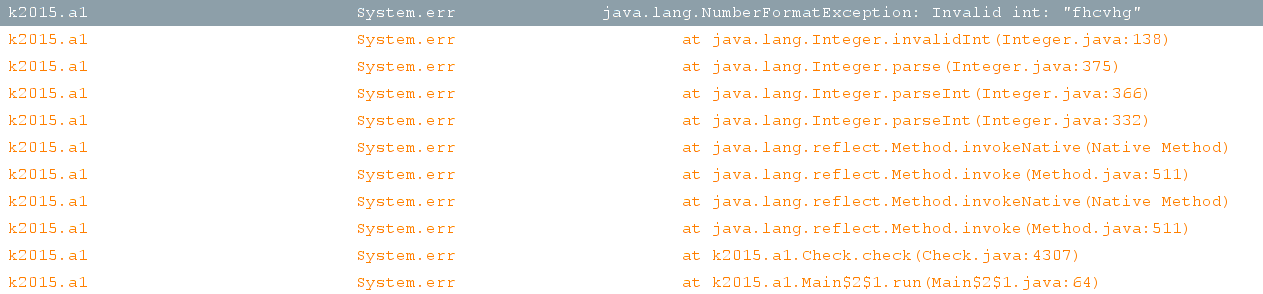 k2015.a1 System.err java.lang.NumberFormatException: Invalid int: "fhcvhg"
k2015.a1 System.err at java.lang.Integer.invalidInt(Integer.java:138)
k2015.a1 System.err at java.lang.Integer.parse(Integer.java:375)
k2015.a1 System.err at java.lang.Integer.parseInt(Integer.java:366)
k2015.a1 System.err at java.lang.Integer.parseInt(Integer.java:332)
k2015.a1 System.err at java.lang.reflect.Method.invokeNative(Native Method)
k2015.a1 System.err at java.lang.reflect.Method.invoke(Method.java:511)
k2015.a1 System.err at java.lang.reflect.Method.invokeNative(Native Method)
k2015.a1 System.err at java.lang.reflect.Method.invoke(Method.java:511)
k2015.a1 System.err at k2015.a1.Check.check(Check.java:4307)
k2015.a1 System.err at k2015.a1.Main$2$1.run(Main$2$1.java:64)